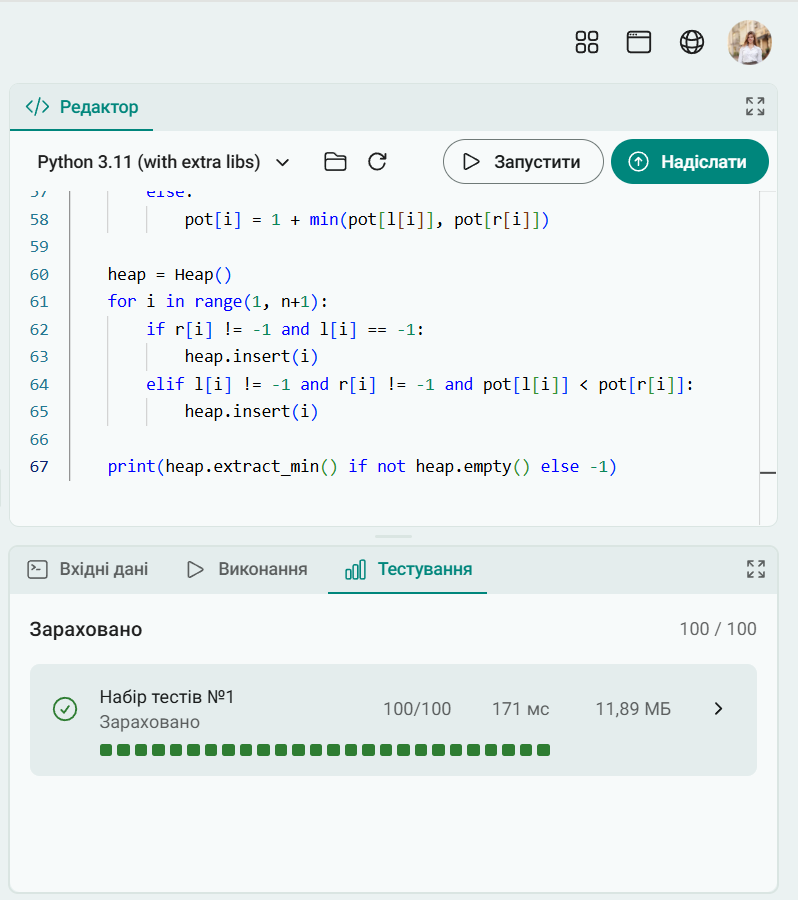 </> Редактор
Python 3.11 (with extra libs)
Запустити
Надіслати
57 else:
58 pot[i] = 1 + min(pot[l[i]], pot[r[i]])
59
60 heap = Heap()
61 for i in range(1, n+1):
62 if r[i] != -1 and l[i] == -1:
63 heap.insert(i)
64 elif l[i] != -1 and r[i] != -1 and pot[l[i]] < pot[r[i]]:
65 heap.insert(i)
66
67 print(heap.extract_min() if not heap.empty() else -1)
Вхідні дані
Виконання
Тестування
Зараховано 100 / 100
Набір тестів №1
Зараховано
100/100 171 мс 11,89 МБ